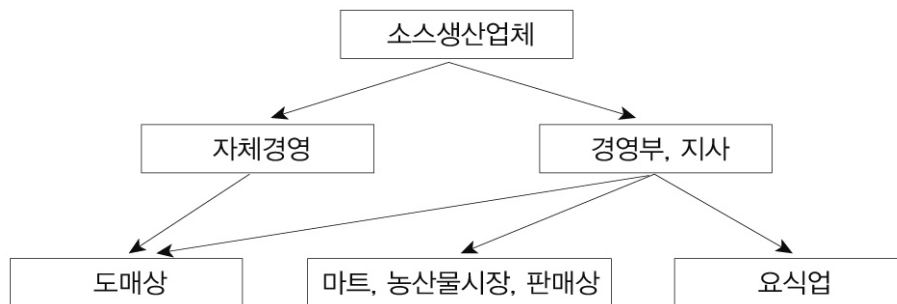 소스생산업체
자체경영
경영부, 지사
도매상
마트, 농산물시장, 판매상
요식업